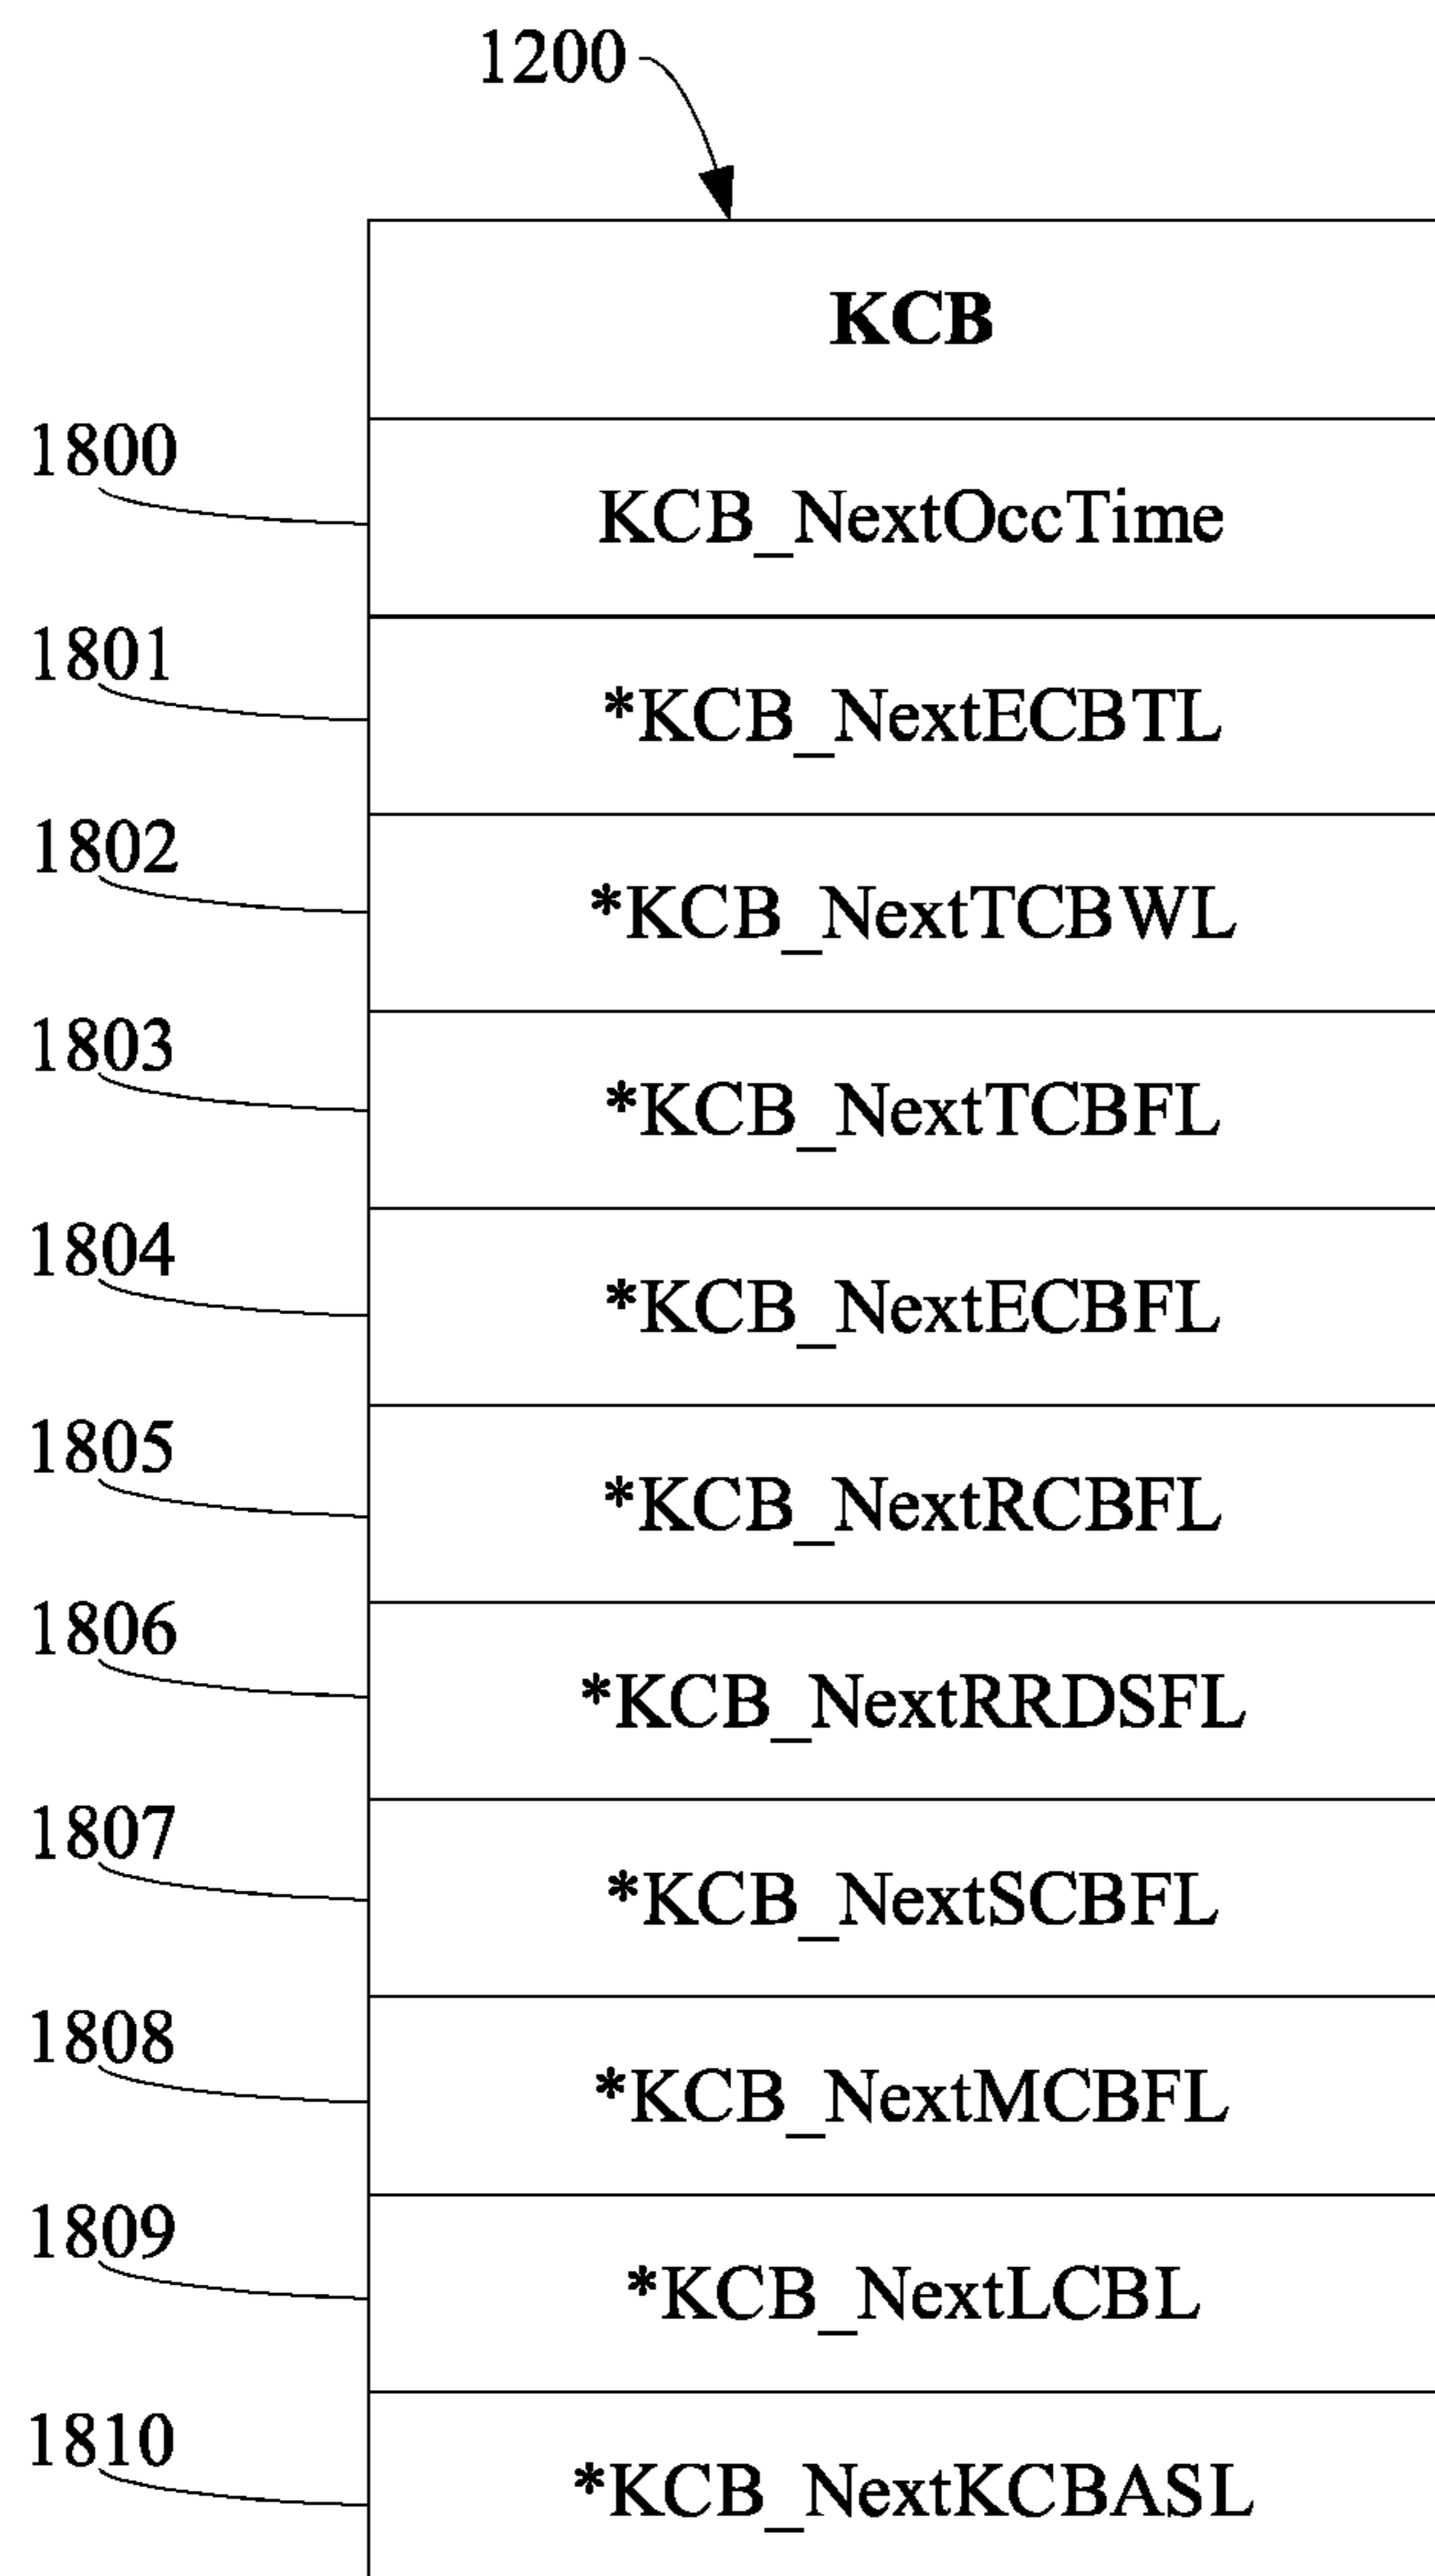 1200
KCB
1800
KCB_NextOccTime
1801
*KCB_NextECBTL
1802
*KCB_NextTCBWL
1803
*KCB_NextTCBFL
1804
*KCB_NextECBFL
1805
*KCB_NextRCBFL
1806
*KCB_NextRRDSFL
1807
*KCB_NextSCBFL
1808
*KCB_NextMCBFL
1809
*KCB_NextLCBL
1810
*KCB_NextKCBASL